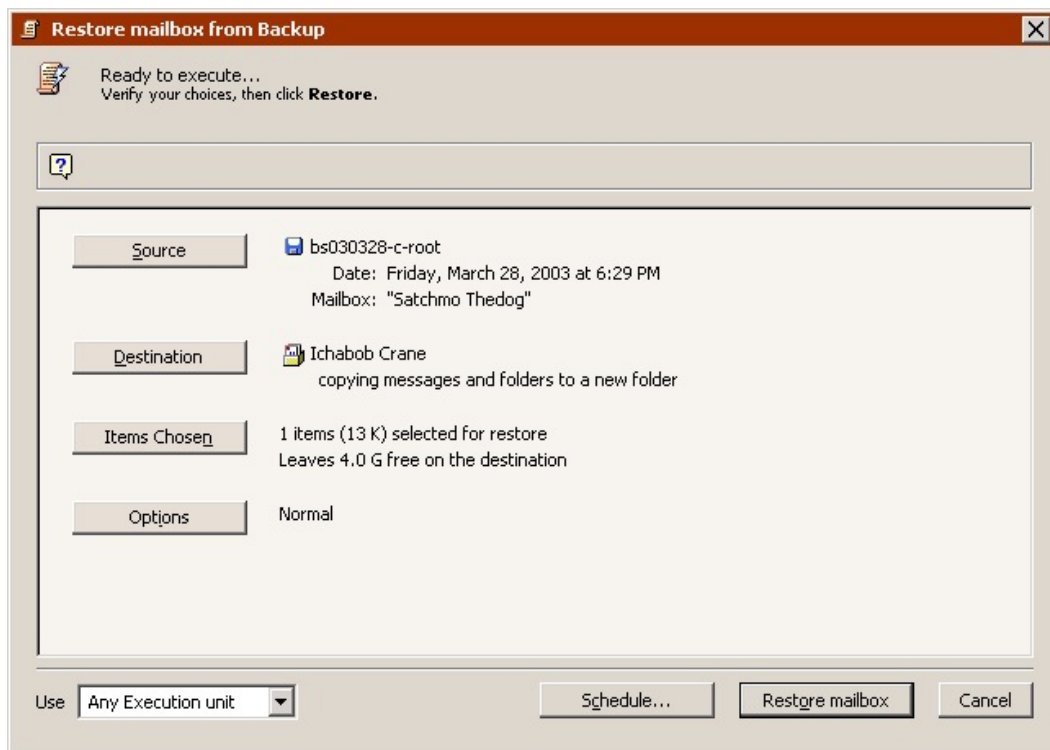 Restore mailbox from Backup
Ready to execute...
Verify your choices, then click Restore.
?
Source
bs030328-c-root
Date: Friday, March 28, 2003 at 6:29 PM
Mailbox: "Satchmo Thedog"
Destination
Ichabob Crane
copying messages and folders to a new folder
Items Chosen
1 items (13 K) selected for restore
Leaves 4.0 G free on the destination
Options
Normal
Use
Any Execution unit
Schedule...
Restore mailbox
Cancel